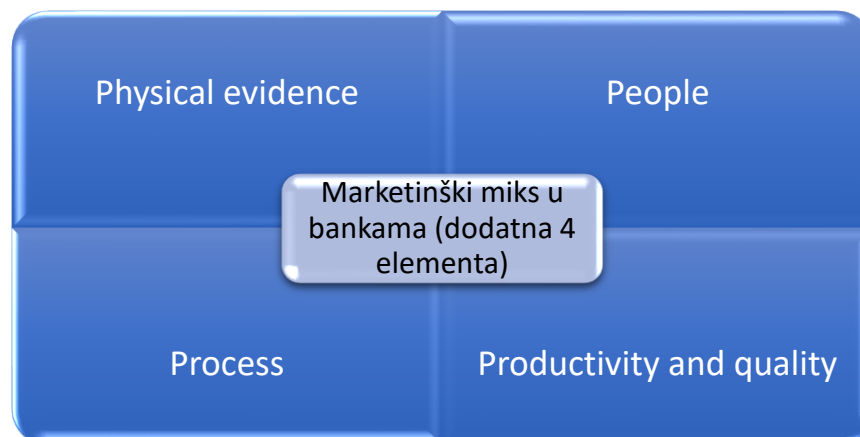 Physical evidence
People
Marketinški miks u
bankama (dodatna 4
elementa)
Process
Productivity and quality